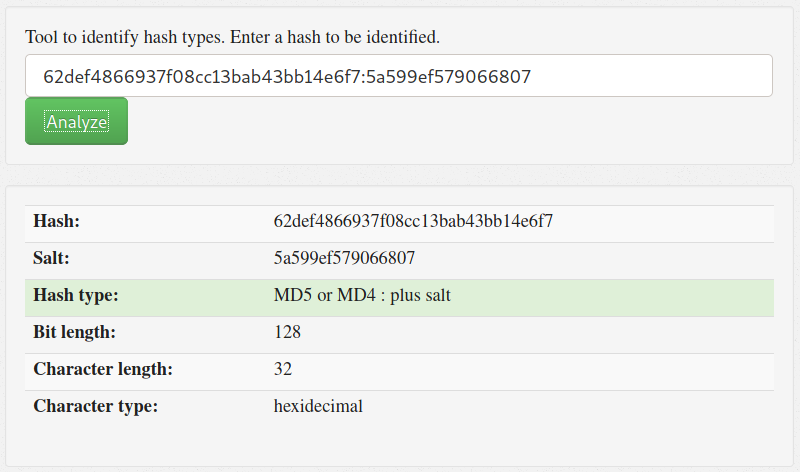 Tool to identify hash types. Enter a hash to be identified.
62def4866937f08cc13bab43bb14e6f7:5a599ef579066807
Analyze
Hash: 62def4866937f08cc13bab43bb14e6f7
Salt: 5a599ef579066807
Hash type: MD5 or MD4 : plus salt
Bit length: 128
Character length: 32
Character type: hexidecimal